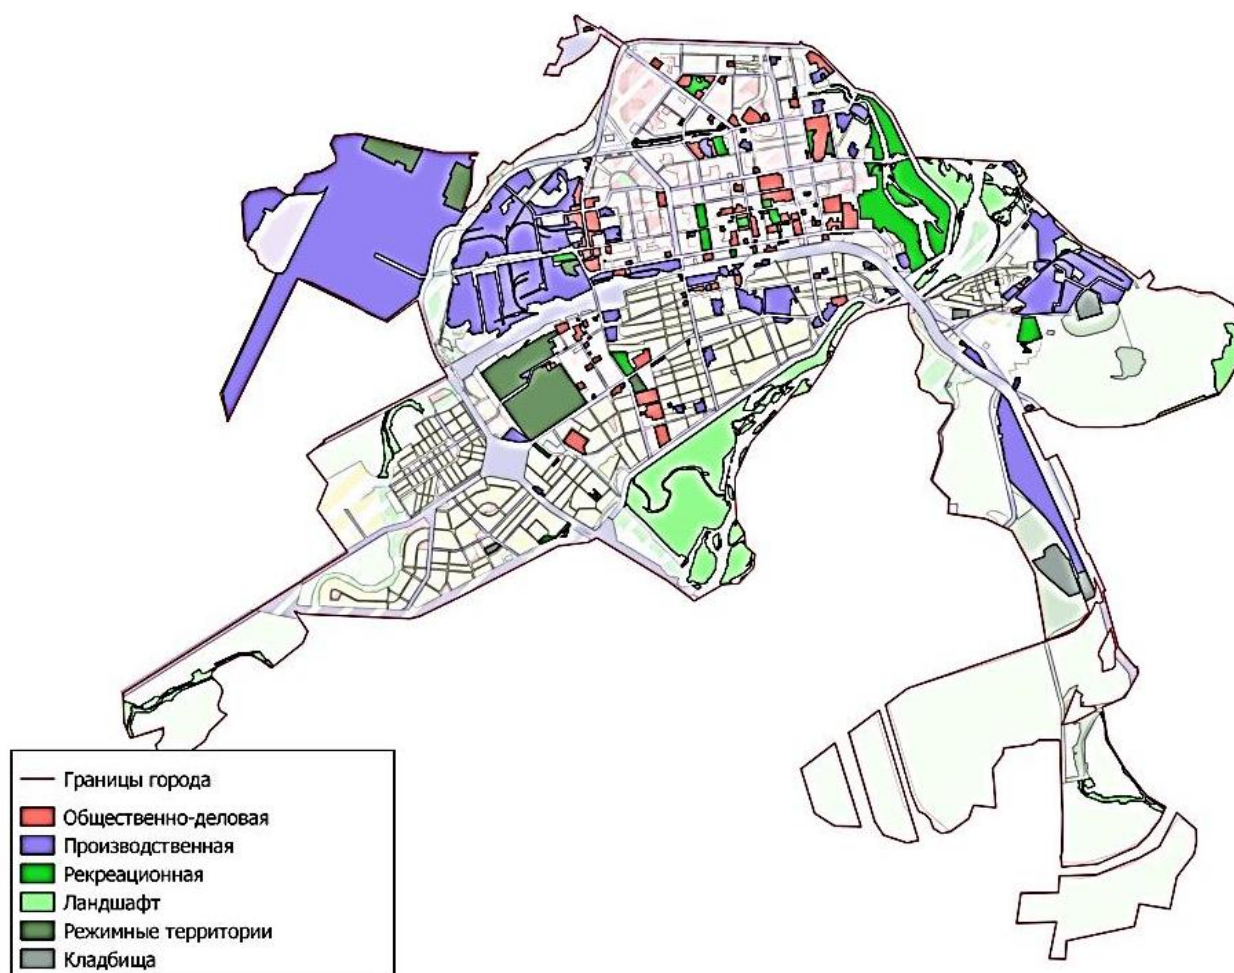 Границы города
Общественно-деловая
Производственная
Рекреационная
Ландшафт
Режимные территории
Кладбища